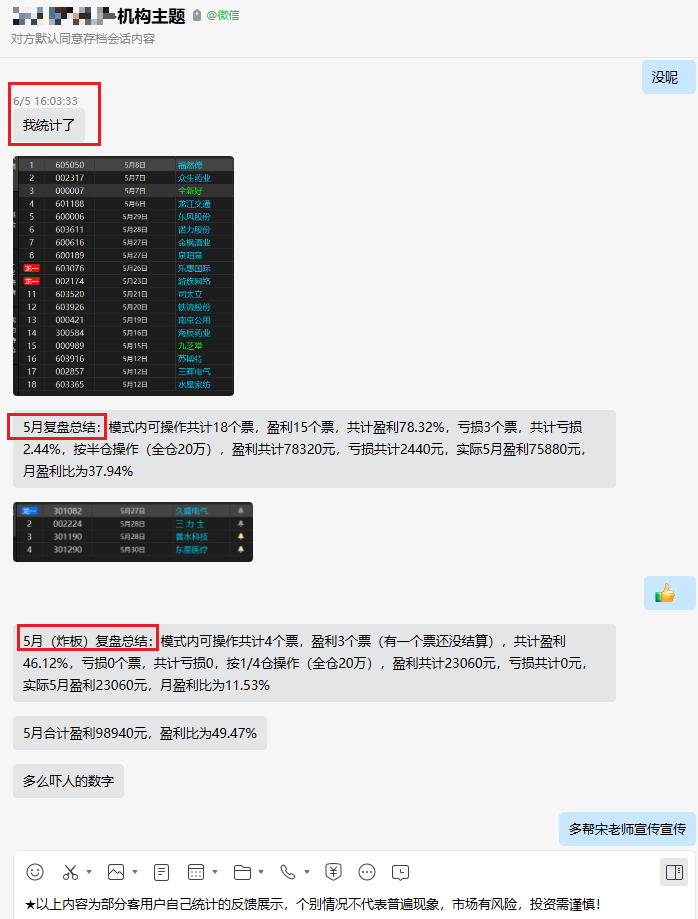 -机构主题 @微信
对方默认同意存档会话内容
没呢
6/5 16:03:33
我统计了
1 605050 5月8日 福然德
2 002317 5月7日 众生药业
3 000007 5月7日 全新好
4 601188 5月6日 龙江交通
5 600006 5月29日 东风股份
6 603611 5月28日 诺力股份
7 600616 5月27日 金枫酒业
8 600189 5月27日 泉阳泉
龙一 603076 5月26日 乐惠国际
龙一 002174 5月23日 游族网络
11 603520 5月21日 司太立
12 603926 5月20日 铁流股份
13 000421 5月19日 南京公用
14 300584 5月16日 海辰药业
15 000989 5月15日 九芝堂
16 603916 5月12日 苏博特
17 002857 5月12日 三晖电气
18 603365 5月12日 水星家纺
5月复盘总结：模式内可操作共计18个票，盈利15个票，共计盈利78.32%，亏损3个票，共计亏损
2.44%，按半仓操作（全仓20万），盈利共计78320元，亏损共计2440元，实际5月盈利75880元，
月盈利比为37.94%
龙一 301082 5月27日 久盛电气
2 002224 5月28日 三力士
3 301190 5月28日 善水科技
4 301290 5月30日 东星医疗
5月（炸板）复盘总结：模式内可操作共计4个票，盈利3个票（有一个票还没结算），共计盈利
46.12%，亏损0个票，共计亏损0，按1/4仓操作（全仓20万），盈利共计23060元，亏损共计0元，
实际5月盈利23060元，月盈利比为11.53%
5月合计盈利98940元，盈利比为49.47%
多么吓人的数字
多帮宋老师宣传宣传
★以上内容为部分客用户自己统计的反馈展示，个别情况不代表普遍现象，市场有风险，投资需谨慎！